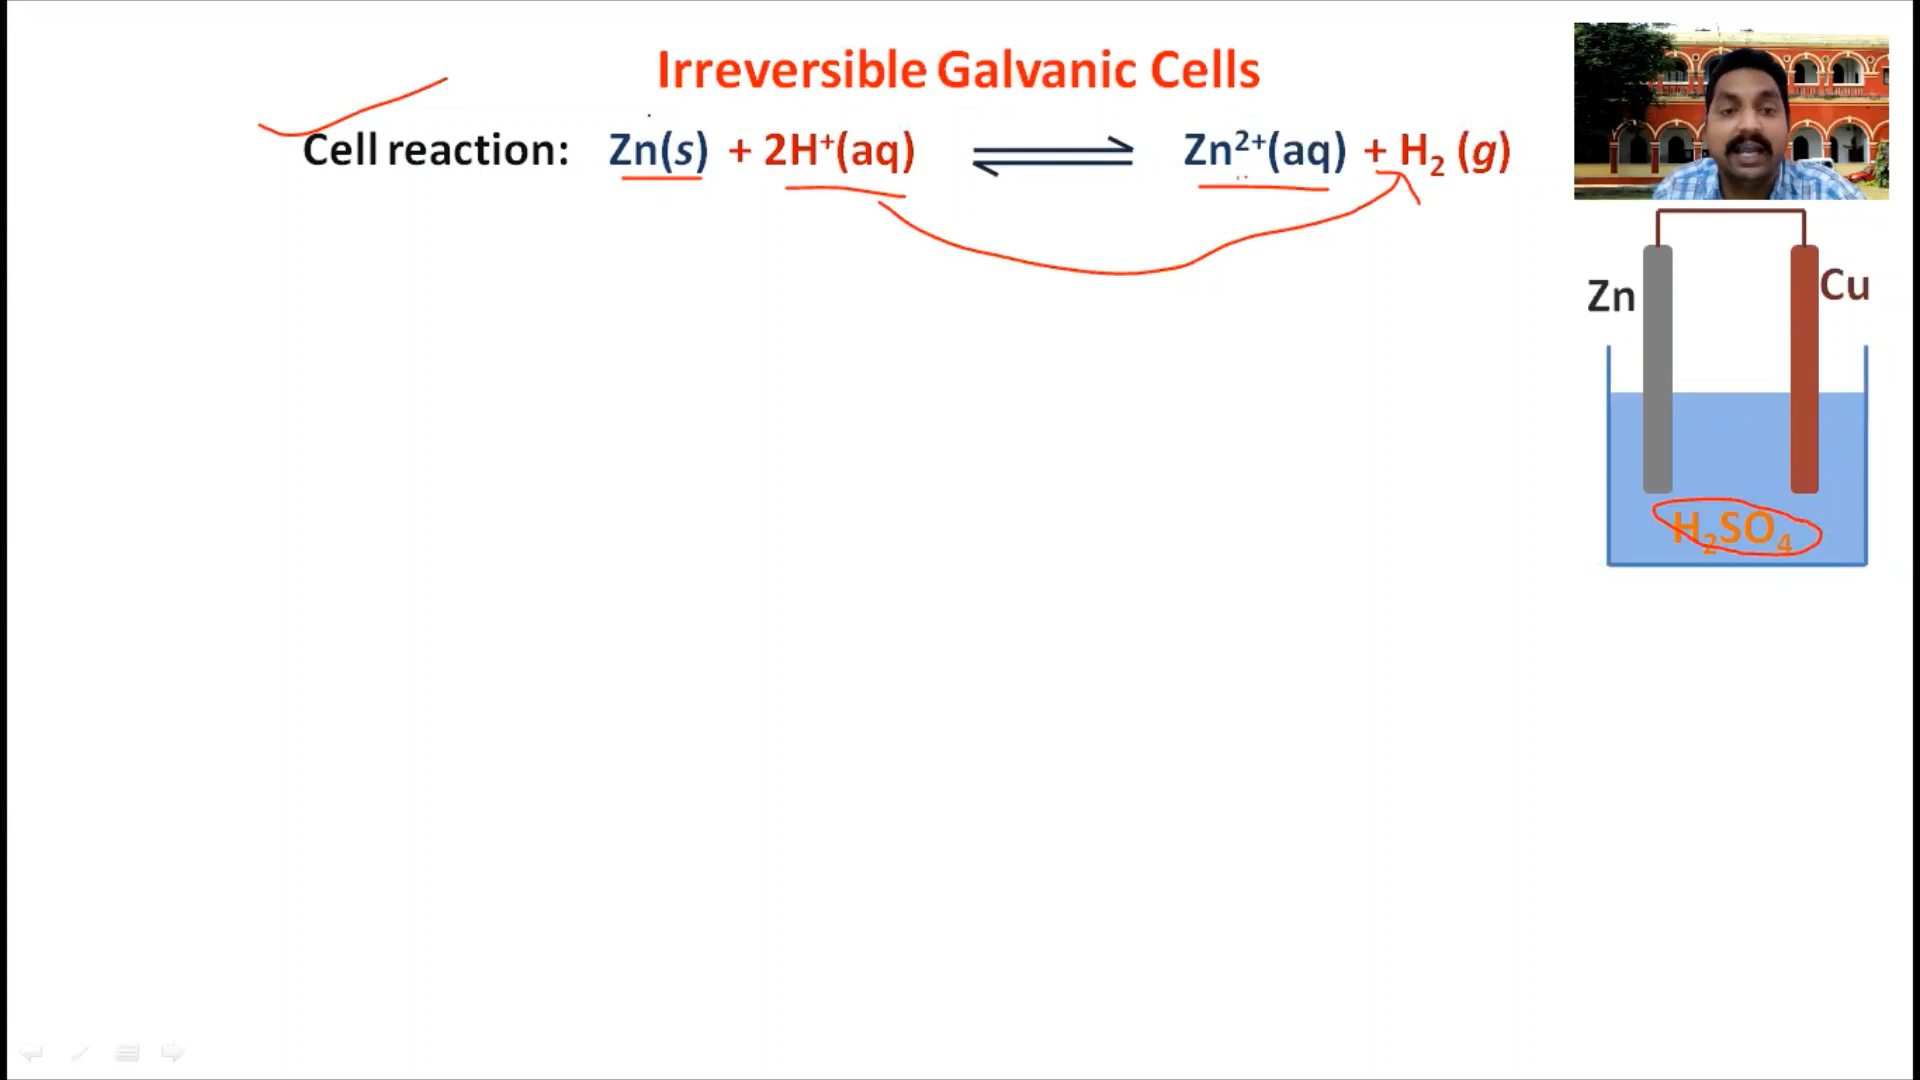 Irreversible Galvanic Cells
Cell reaction: Zn(s) + 2H⁺(aq) ⇌ Zn²⁺(aq) + H₂ (g)
Zn
Cu
H₂SO₄